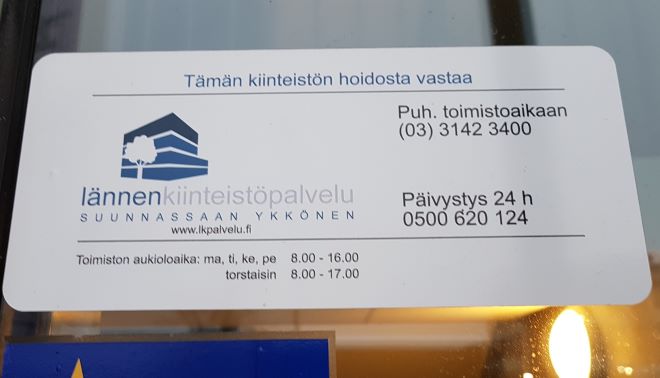 Tämän kiinteistön hoidosta vastaa
Puh. toimistoaikaan
(03) 3142 3400
lännenkiinteistöpalvelu
SUUNNASSAAN YKKÖNEN
www.lkpalvelu.fi
Päivystys 24 h
0500 620 124
Toimiston aukioloaika: ma, ti, ke, pe 8.00 - 16.00
torstaisin 8.00 - 17.00